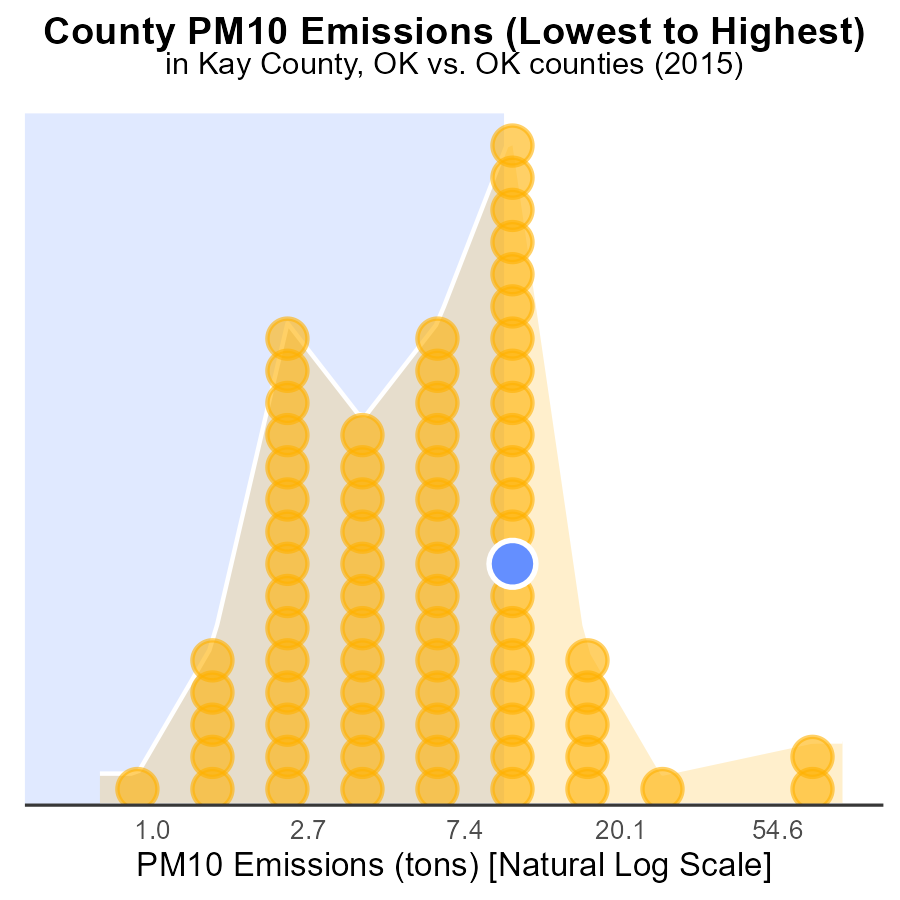 County PM10 Emissions (Lowest to Highest)
in Kay County, OK vs. OK counties (2015)
1.0 2.7 7.4 20.1 54.6
PM10 Emissions (tons) [Natural Log Scale]